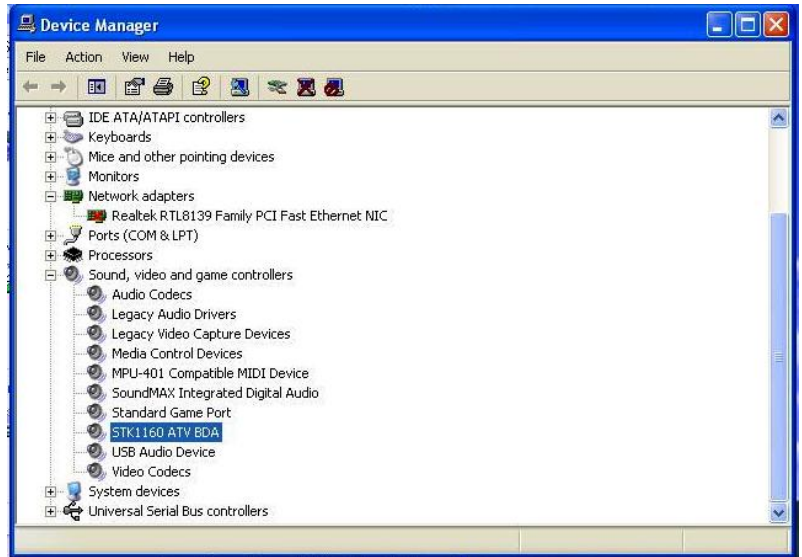 Device Manager
File Action View Help
IDE ATA/ATAPI controllers
Keyboards
Mice and other pointing devices
Monitors
Network adapters
Realtek RTL8139 Family PCI Fast Ethernet NIC
Ports (COM & LPT)
Processors
Sound, video and game controllers
Audio Codecs
Legacy Audio Drivers
Legacy Video Capture Devices
Media Control Devices
MPU-401 Compatible MIDI Device
SoundMAX Integrated Digital Audio
Standard Game Port
STK1160 ATV BDA
USB Audio Device
Video Codecs
System devices
Universal Serial Bus controllers